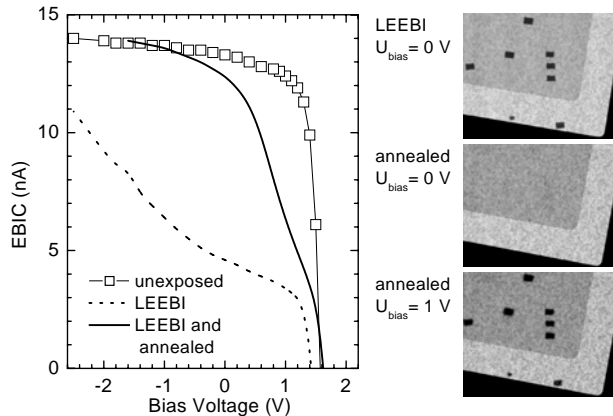 15
10
5
0
EBIC (nA)
-2 -1 0 1 2
Bias Voltage (V)
unexposed
LEEBI
LEEBI and
annealed
LEEBI
U_bias = 0 V
annealed
U_bias = 0 V
annealed
U_bias = 1 V